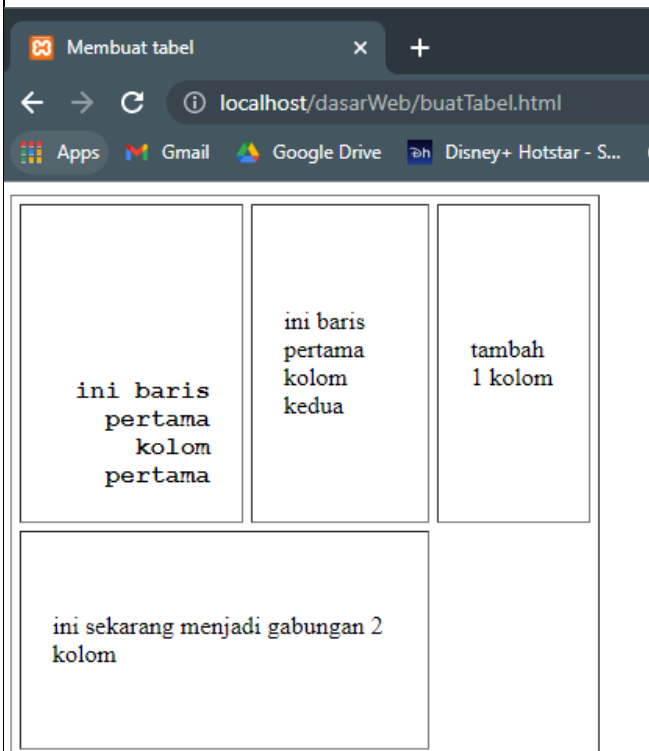 Membuat tabel
localhost/dasarWeb/buatTabel.html
Apps Gmail Google Drive Disney+ Hotstar - S...
ini baris
pertama
kolom
pertama
ini baris
pertama
kolom
kedua
tambah
1 kolom
ini sekarang menjadi gabungan 2
kolom